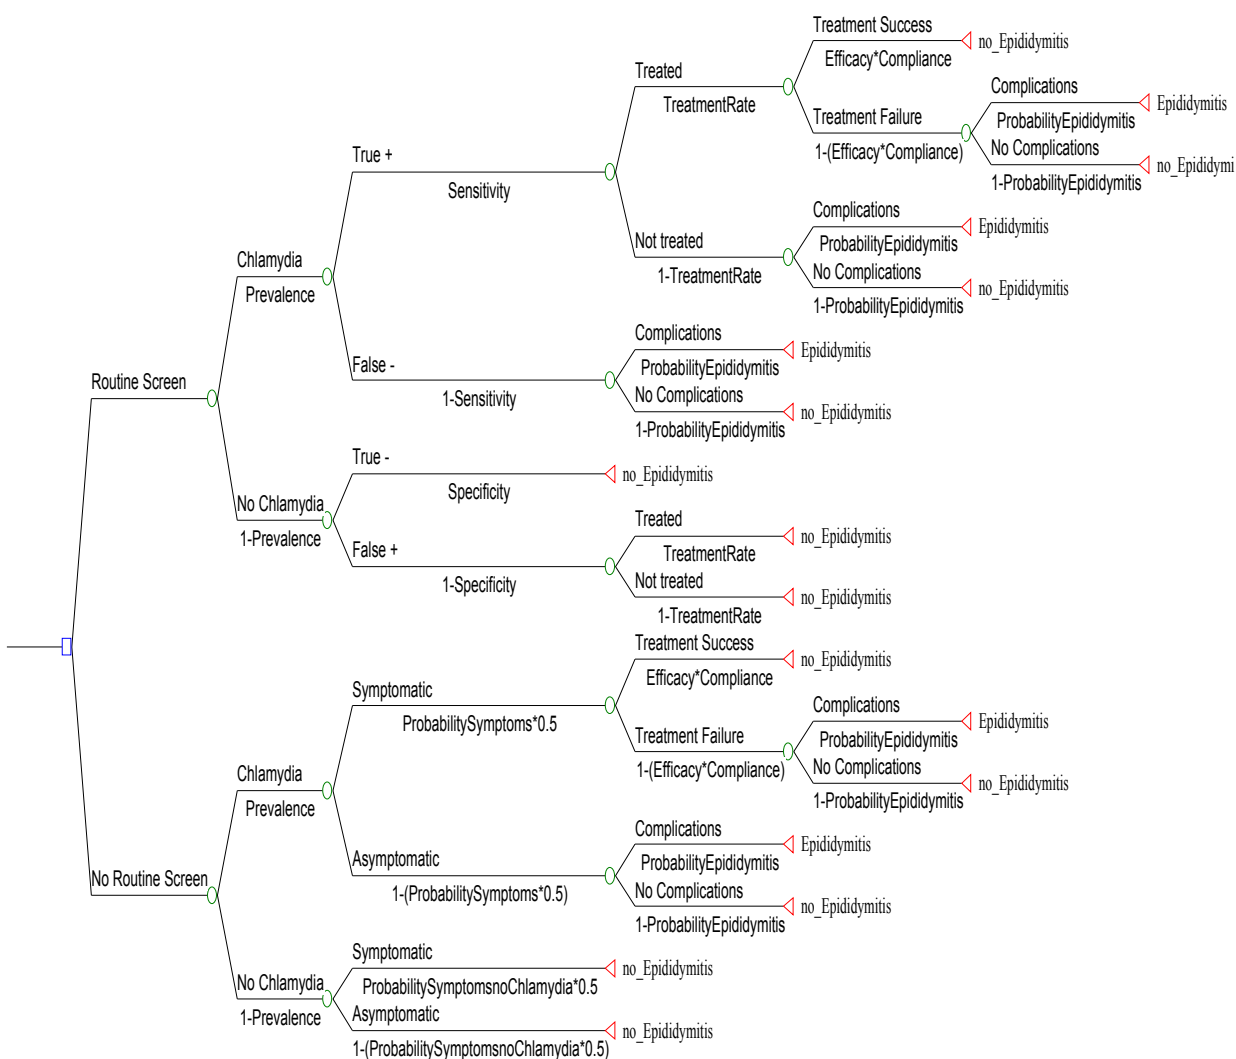 Treatment Success
no_Epididymitis
Efficacy*Compliance
Treated
TreatmentRate
Complications
Epididymitis
ProbabilityEpididymitis
Treatment Failure
1-(Efficacy*Compliance)
No Complications
no_Epididymi
1-ProbabilityEpididymitis
True +
Sensitivity
Complications
Epididymitis
ProbabilityEpididymitis
Not treated
1-TreatmentRate
No Complications
no_Epididymitis
1-ProbabilityEpididymitis
Chlamydia
Prevalence
Complications
Epididymitis
ProbabilityEpididymitis
False -
1-Sensitivity
No Complications
no_Epididymitis
1-ProbabilityEpididymitis
Routine Screen
True -
no_Epididymitis
Specificity
No Chlamydia
1-Prevalence
Treated
no_Epididymitis
TreatmentRate
False +
1-Specificity
Not treated
no_Epididymitis
1-TreatmentRate
Treatment Success
no_Epididymitis
Efficacy*Compliance
Symptomatic
ProbabilitySymptoms*0.5
Complications
Epididymitis
ProbabilityEpididymitis
Treatment Failure
1-(Efficacy*Compliance)
No Complications
no_Epididymitis
1-ProbabilityEpididymitis
Chlamydia
Prevalence
Complications
Epididymitis
ProbabilityEpididymitis
Asymptomatic
1-(ProbabilitySymptoms*0.5)
No Complications
no_Epididymitis
1-ProbabilityEpididymitis
No Routine Screen
Symptomatic
no_Epididymitis
ProbabilitySymptomsnoChlamydia*0.5
No Chlamydia
1-Prevalence
Asymptomatic
no_Epididymitis
1-(ProbabilitySymptomsnoChlamydia*0.5)